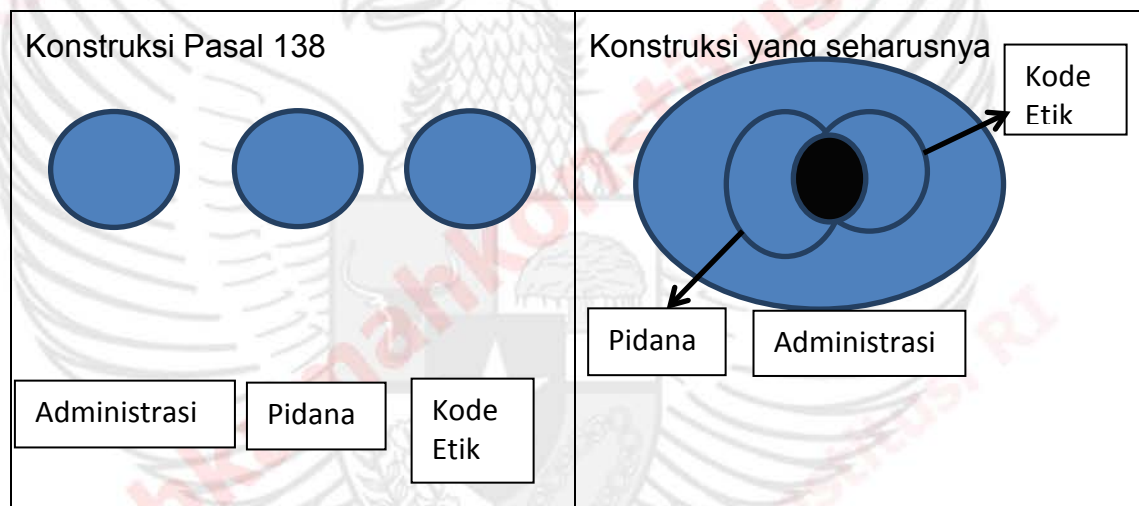 Konstruksi Pasal 138
Administrasi
Pidana
Kode
Etik
Konstruksi yang seharusnya
Kode
Etik
Pidana
Administrasi